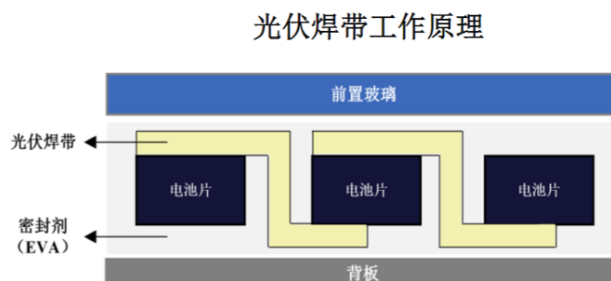 光伏焊带工作原理
前置玻璃
光伏焊带
电池片
电池片
电池片
密封剂
（EVA）
背板